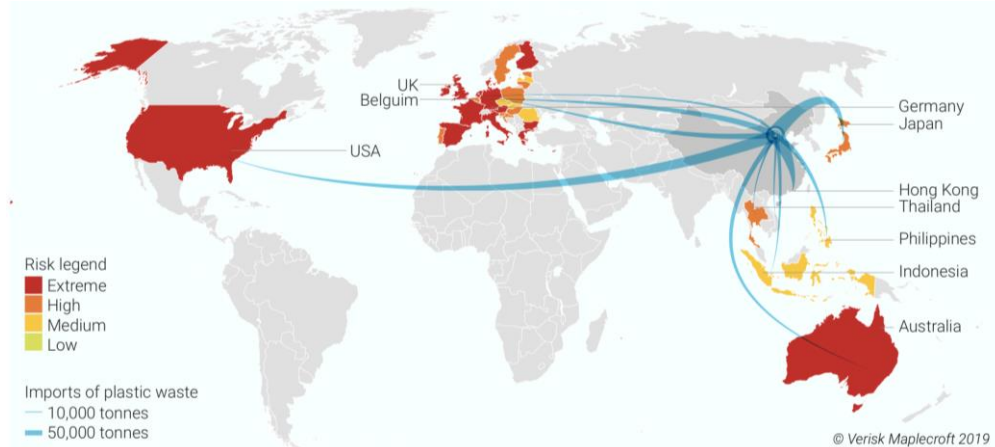 UK
Belguim
USA
Germany
Japan
Hong Kong
Thailand
Philippines
Indonesia
Australia
Risk legend
Extreme
High
Medium
Low
Imports of plastic waste
10,000 tonnes
50,000 tonnes
© Verisk Maplecroft 2019